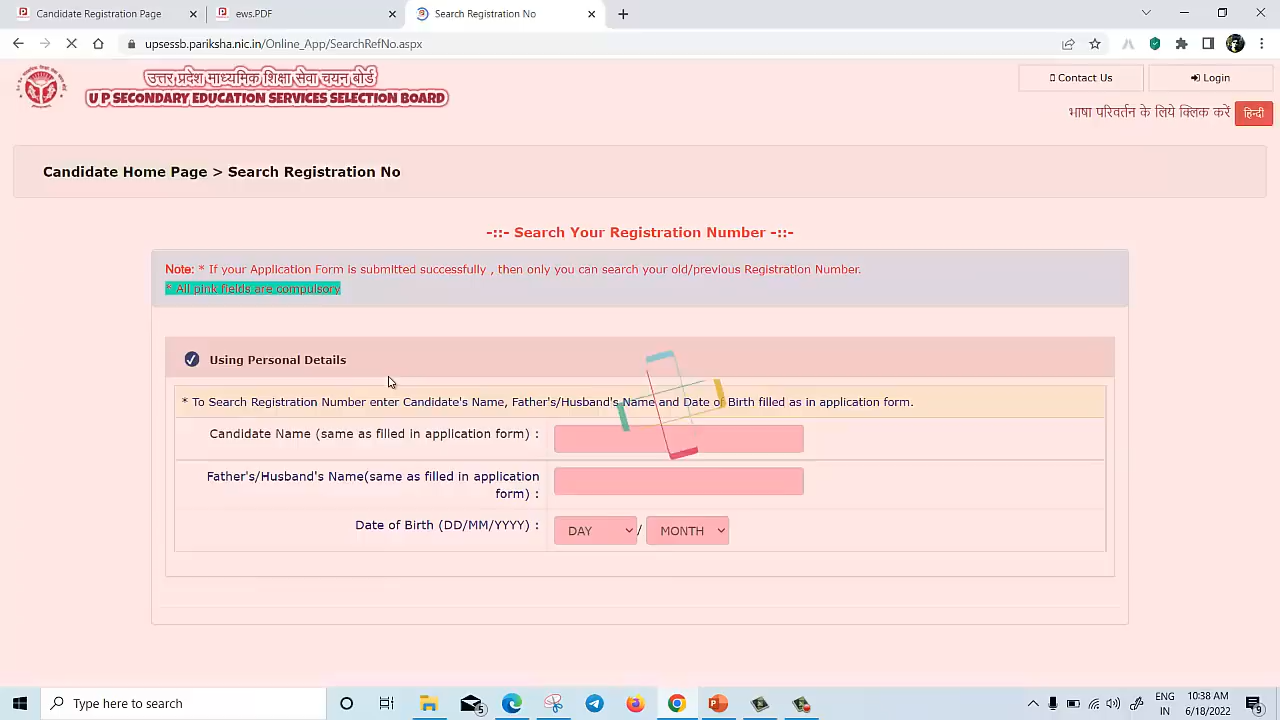 Candidate Registration Page
ews.PDF
Search Registration No
upsessb.pariksha.nic.in/Online_App/SearchRefNo.aspx
उत्तर प्रदेश माध्यमिक शिक्षा सेवा चयन बोर्ड
U P SECONDARY EDUCATION SERVICES SELECTION BOARD
Contact Us
Login
भाषा परिवर्तन के लिये क्लिक करें हिन्दी
Candidate Home Page > Search Registration No
-::- Search Your Registration Number -::-
Note: * If your Application Form is submitted successfully , then only you can search your old/previous Registration Number.
* All pink fields are compulsory
Using Personal Details
* To Search Registration Number enter Candidate's Name, Father's/Husband's Name and Date of Birth filled as in application form.
Candidate Name (same as filled in application form) :
Father's/Husband's Name(same as filled in application
form) :
Date of Birth (DD/MM/YYYY) : DAY / MONTH
Type here to search
5
ENG
IN
10:38 AM
6/18/2022